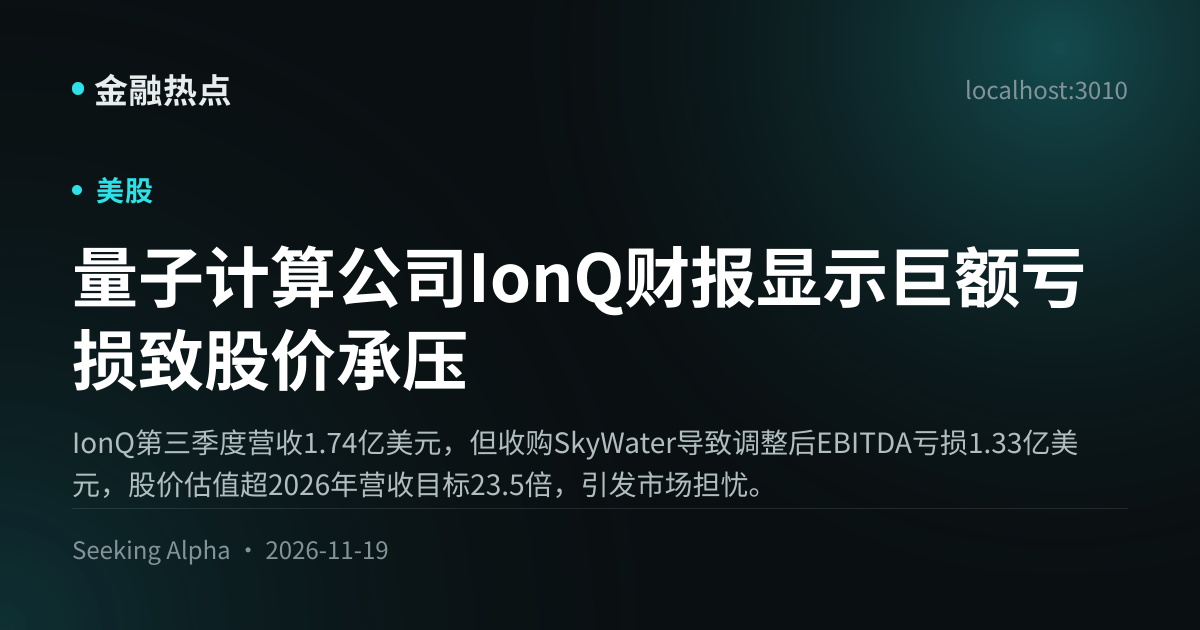 金融热点
localhost:3010
美股
量子计算公司IonQ财报显示巨额亏
损致股价承压
IonQ第三季度营收1.74亿美元，但收购SkyWater导致调整后EBITDA亏损1.33亿美
元，股价估值超2026年营收目标23.5倍，引发市场担忧。
Seeking Alpha · 2026-11-19